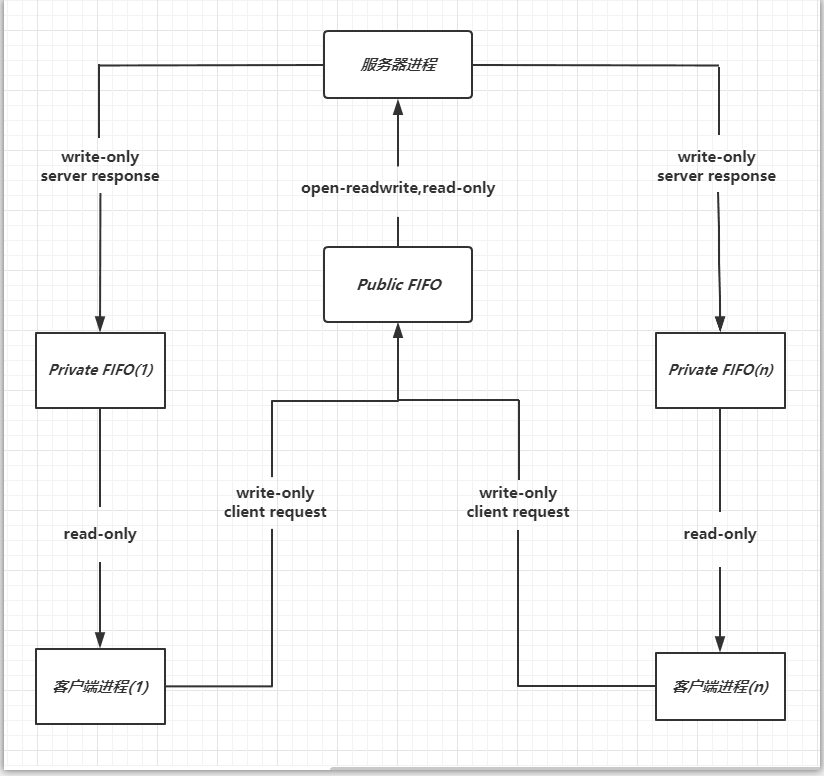 服务器进程
write-only
server response
open-readwrite,read-only
write-only
server response
Public FIFO
Private FIFO(1)
Private FIFO(n)
write-only
client request
write-only
client request
read-only
read-only
客户端进程(1)
客户端进程(n)